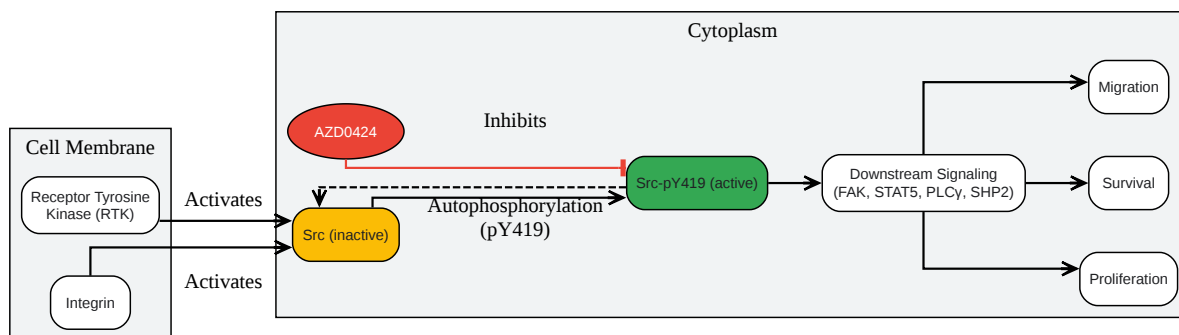 Cytoplasm
Migration
AZD0424
Inhibits
Cell Membrane
Receptor Tyrosine
Kinase (RTK)
Activates
Src (inactive)
Autophosphorylation
(pY419)
Src-pY419 (active)
Downstream Signaling
(FAK, STAT5, PLCγ, SHP2)
Survival
Integrin
Activates
Proliferation